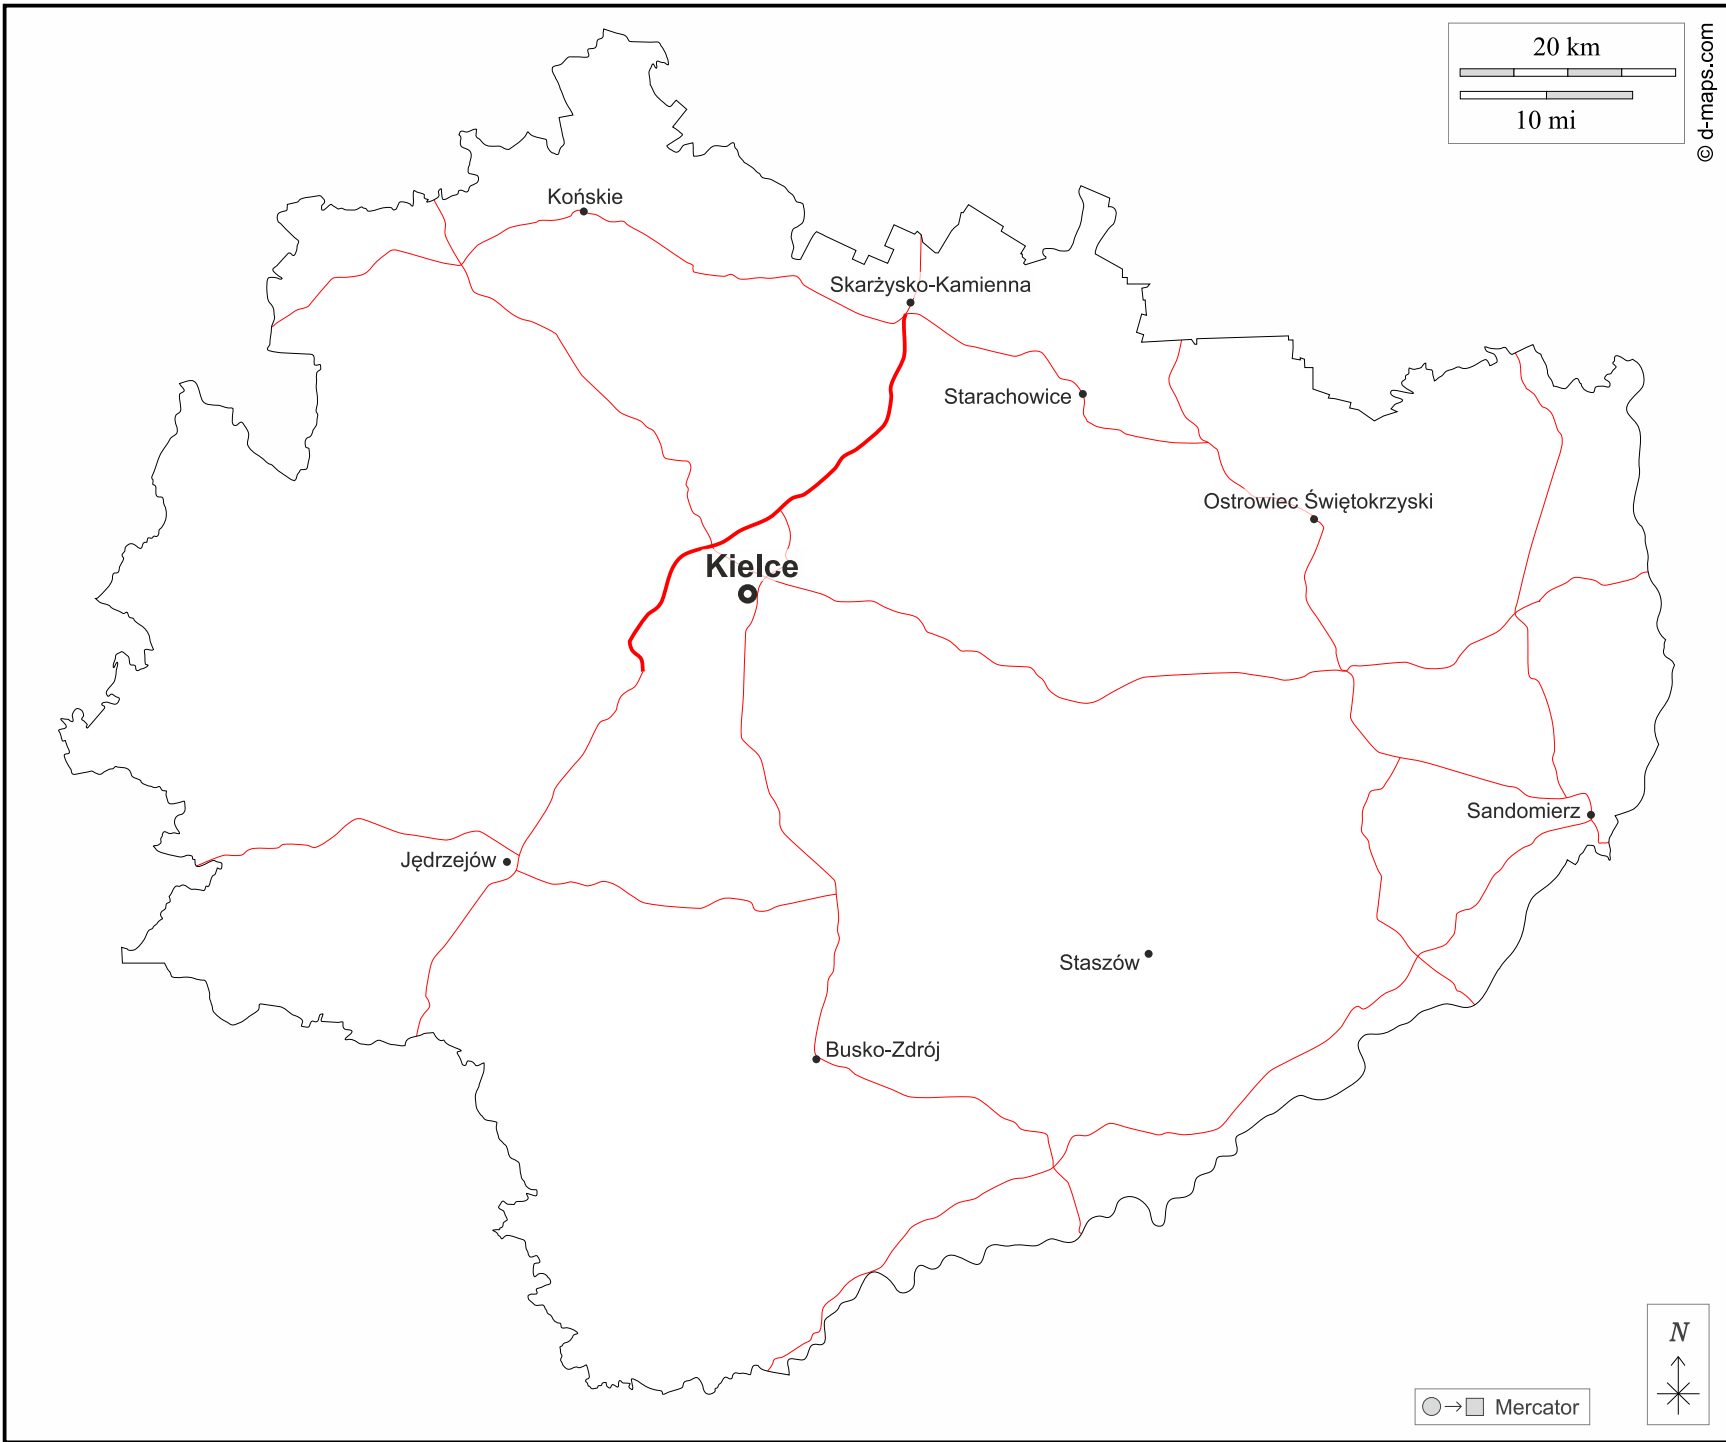 20 km
10 mi
© d-maps.com
Końskie
Skarżysko-Kamienna
Starachowice
Ostrowiec Świętokrzyski
Kielce
Sandomierz
Jędrzejów
Staszów
Busko-Zdrój
N
Mercator